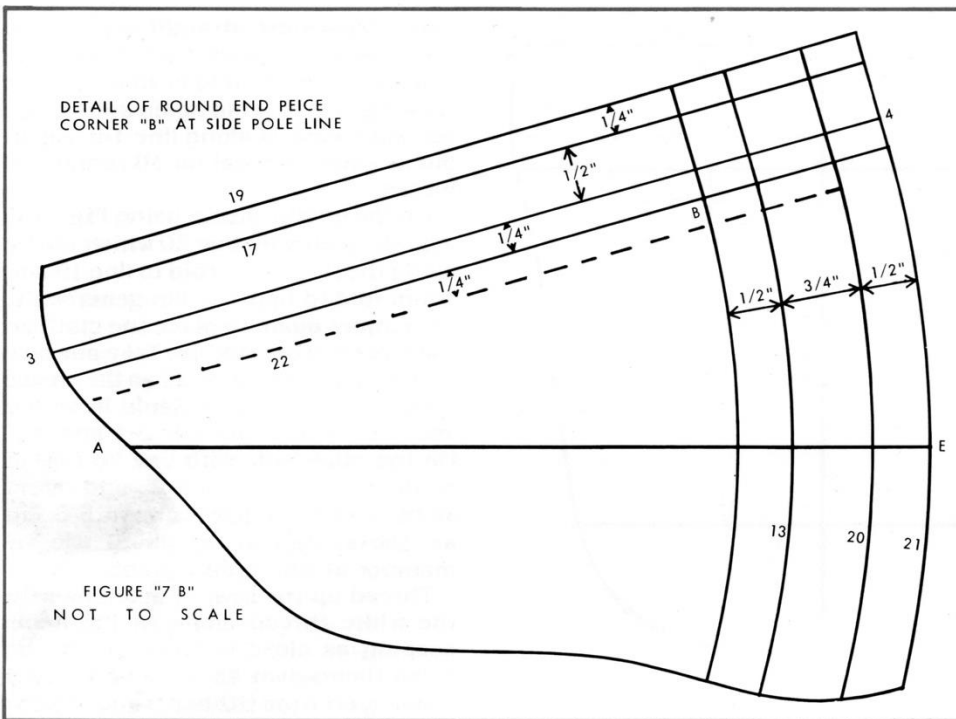 DETAIL OF ROUND END PEICE
CORNER "B" AT SIDE POLE LINE
1/4"
4
1/2"
19
17
B
1/4"
1/4"
1/2"
3/4"
1/2"
3
22
A
E
13
20
21
FIGURE "7 B"
NOT TO SCALE